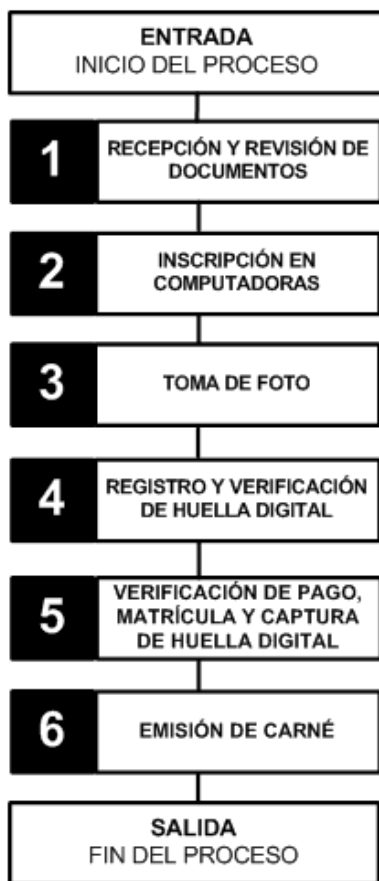 ENTRADA
INICIO DEL PROCESO
1
RECEPCIÓN Y REVISIÓN DE
DOCUMENTOS
2
INSCRIPCIÓN EN
COMPUTADORAS
3
TOMA DE FOTO
4
REGISTRO Y VERIFICACIÓN
DE HUELLA DIGITAL
5
VERIFICACIÓN DE PAGO,
MATRÍCULA Y CAPTURA
DE HUELLA DIGITAL
6
EMISIÓN DE CARNÉ
SALIDA
FIN DEL PROCESO